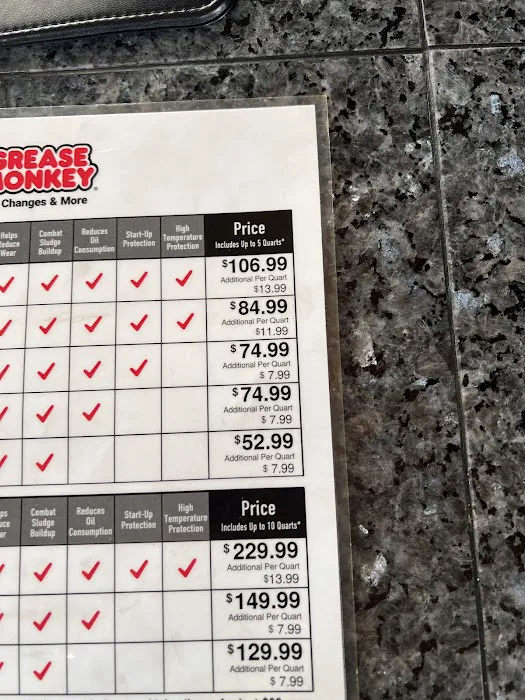 GREASE
MONKEY
Changes & More
Helps Reduce Wear
Combat Sludge Buildup
Reduces Oil Consumption
Start-Up Protection
High Temperature Protection
Price
Includes Up to 5 Quarts*
$106.99
Additional Per Quart
$13.99
$84.99
Additional Per Quart
$11.99
$74.99
Additional Per Quart
$ 7.99
$74.99
Additional Per Quart
$ 7.99
$52.99
Additional Per Quart
$ 7.99
Combat Sludge Buildup
Reduces Oil Consumption
Start-Up Protection
High Temperature Protection
Price
Includes Up to 10 Quarts*
$229.99
Additional Per Quart
$13.99
$149.99
Additional Per Quart
$ 7.99
$129.99
Additional Per Quart
$ 7.99